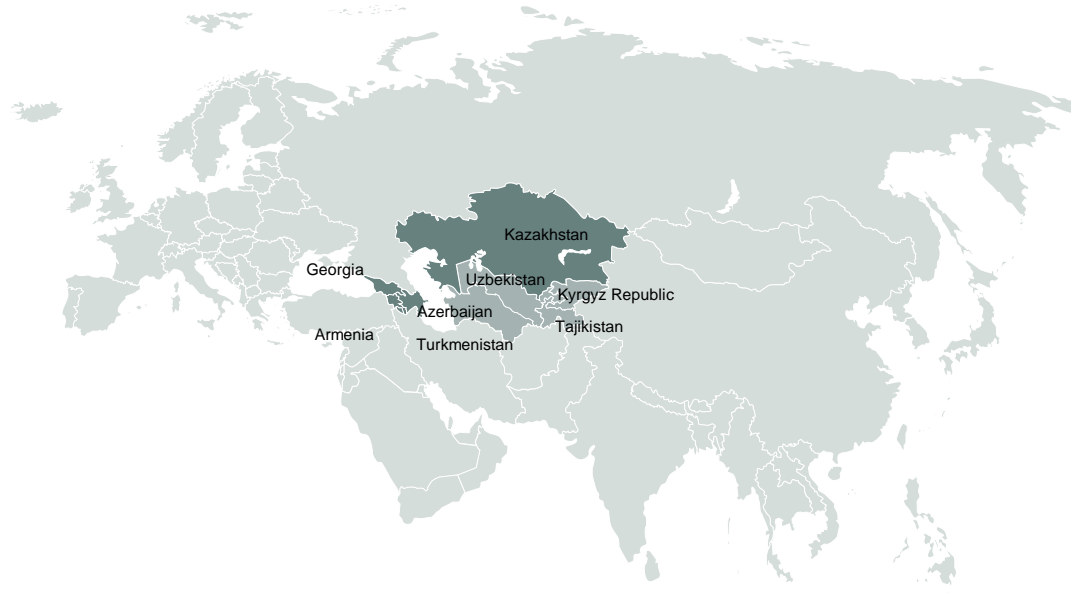 Kazakhstan
Georgia
Uzbekistan
Kyrgyz Republic
Azerbaijan
Tajikistan
Armenia
Turkmenistan